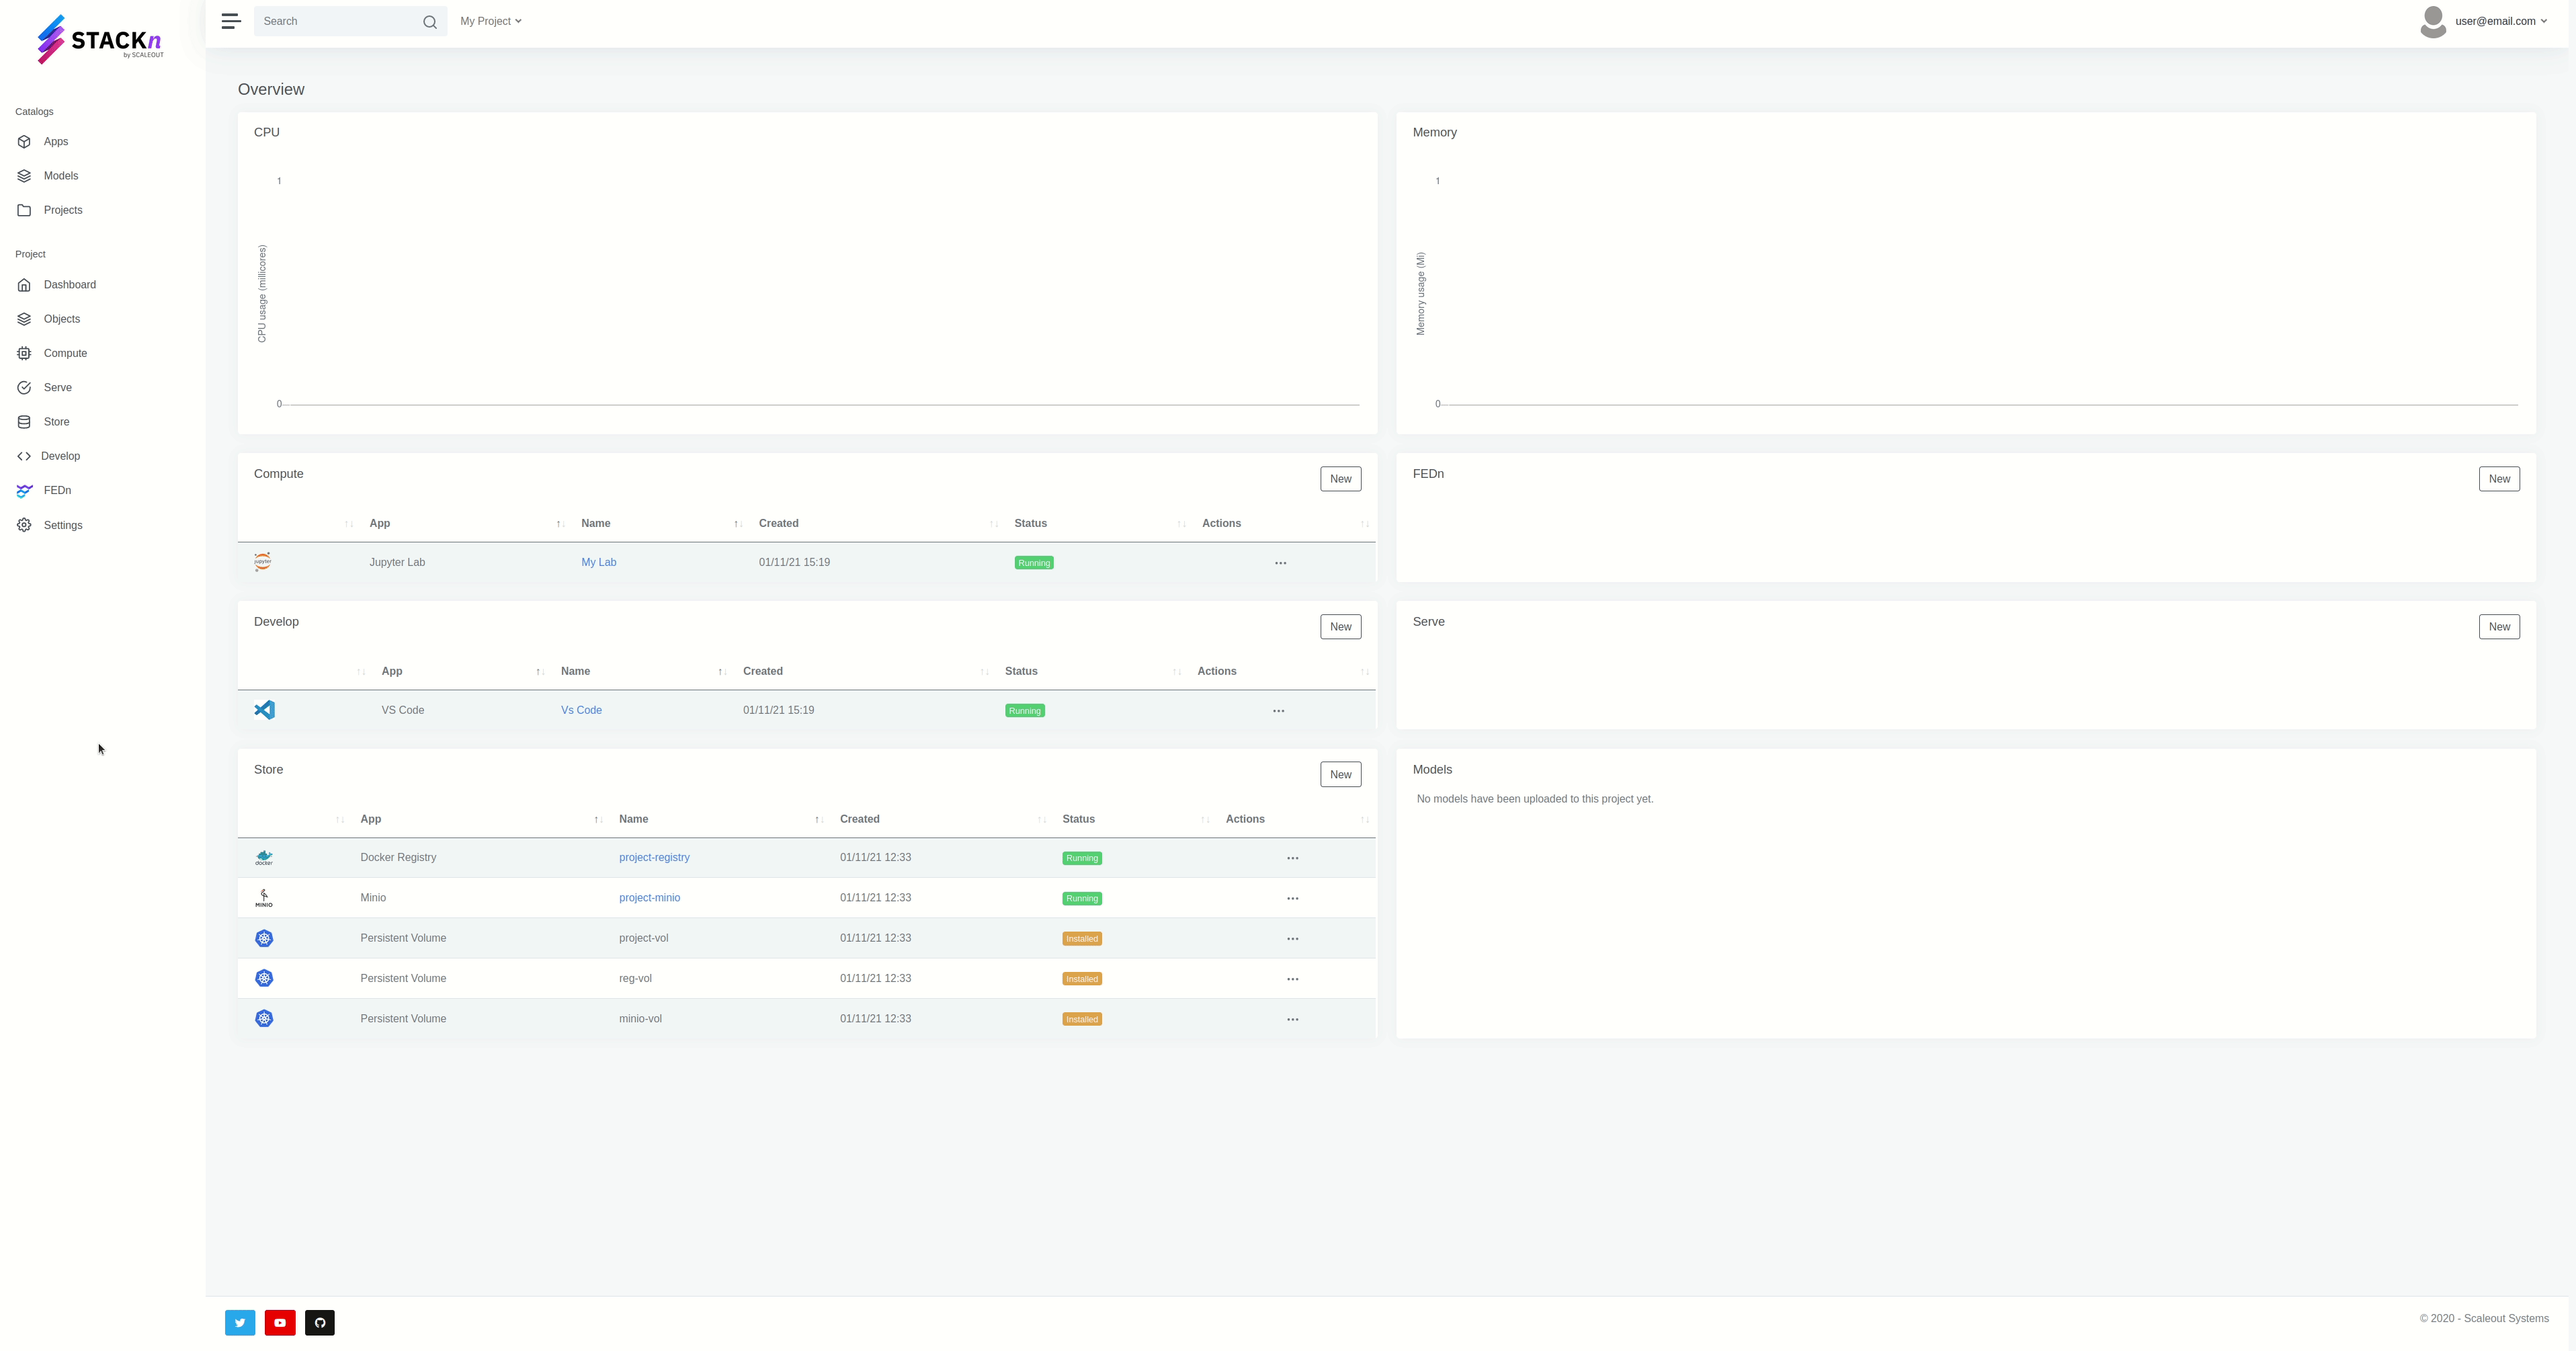 STACKn
by SCALEOUT
Search
My Project
user@email.com
Catalogs
Apps
Models
Projects
Project
Dashboard
Objects
Compute
Serve
Store
Develop
FEDn
Settings
Overview
CPU
1
CPU usage (millicores)
0
Memory
1
Memory usage (Mi)
0
Compute
New
App Name Created Status Actions
jupyter Jupyter Lab My Lab 01/11/21 15:19 Running
FEDn
New
Develop
New
App Name Created Status Actions
VS Code Vs Code 01/11/21 15:19 Running
Serve
New
Store
New
App Name Created Status Actions
docker Docker Registry project-registry 01/11/21 12:33 Running
MINIO Minio project-minio 01/11/21 12:33 Running
Persistent Volume project-vol 01/11/21 12:33 Installed
Persistent Volume reg-vol 01/11/21 12:33 Installed
Persistent Volume minio-vol 01/11/21 12:33 Installed
Models
No models have been uploaded to this project yet.
© 2020 - Scaleout Systems